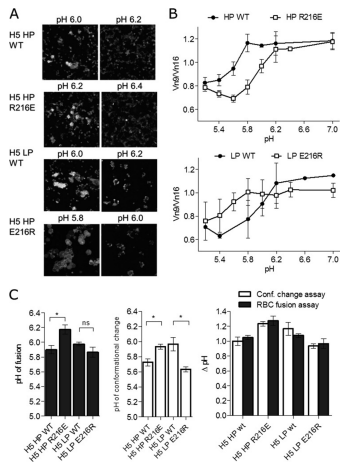 A
pH 6.0 pH 6.2
H5 HP
WT
pH 6.2 pH 6.4
H5 HP
R216E
pH 6.0 pH 6.2
H5 LP
WT
pH 5.8 pH 6.0
H5 HP
E216R
B
HP WT HP R216E
Vn9/Vn16
1.2
1.0
0.8
0.6
0.4
5.4 5.8 6.2 6.6 7.0
pH
LP WT LP E216R
Vn9/Vn16
1.2
1.0
0.8
0.6
0.4
5.4 5.8 6.2 6.6 7.0
pH
C
pH of fusion
6.4
6.2
6.0
5.8
5.6
5.4
5.2
5.0
* ns
H5 HP WT
H5 HP R216E
H5 LP WT
H5 LP E216R
pH of conformational change
6.4
6.2
6.0
5.8
5.6
5.4
5.2
5.0
* *
H5 HP WT
H5 HP R216E
H5 LP WT
H5 LP E216R
Conf. change assay
RBC fusion assay
Δ pH
1.4
1.2
1.0
0.8
0.6
0.4
0.2
0.0
H5 HP wt
H5 HP R216E
H5 LP wt
H5 LP E216R